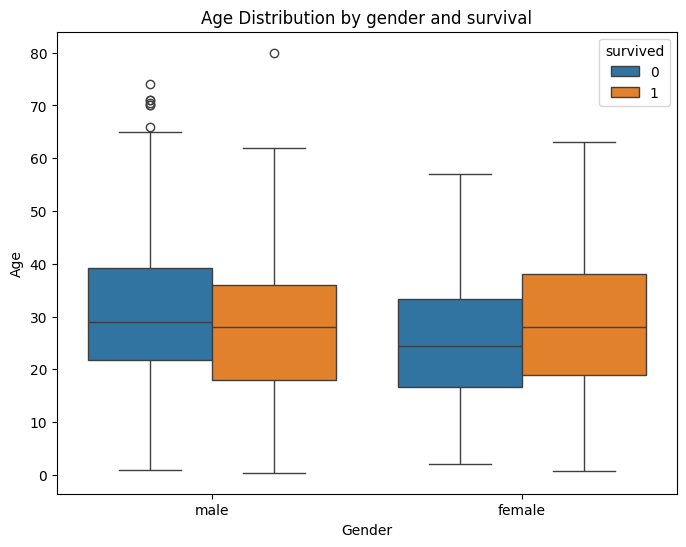 Age Distribution by gender and survival
survived
0
1
80
70
60
50
40
30
20
10
0
Age
male
female
Gender